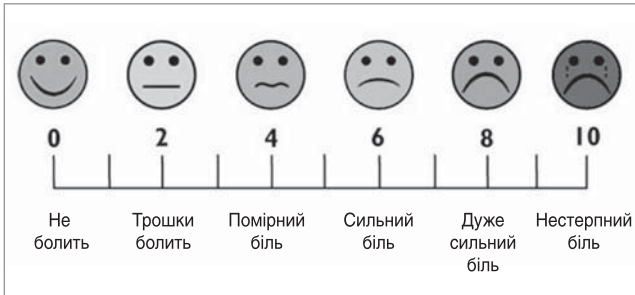 0 2 4 6 8 10
Не болить
Трошки болить
Помірний біль
Сильний біль
Дуже сильний біль
Нестерпний біль